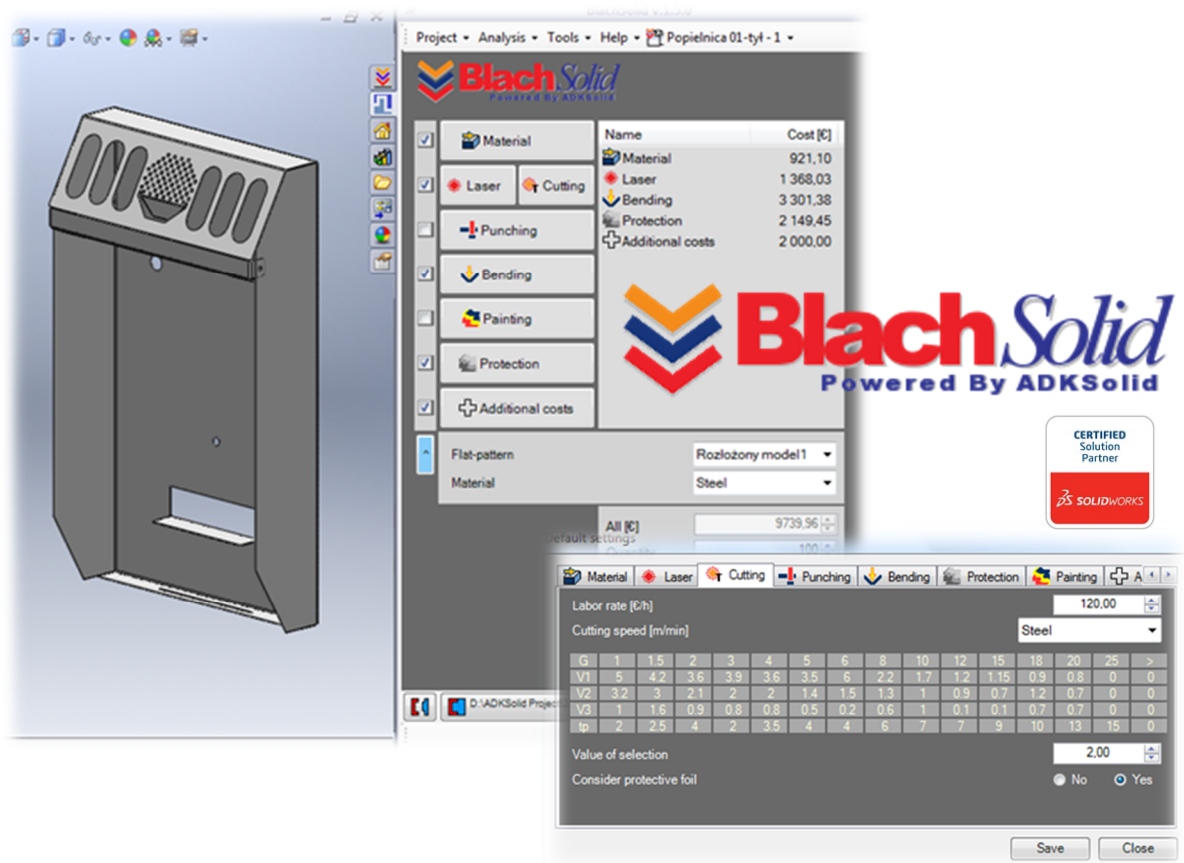 BlachSolid v.1.5.0
Project Analysis Tools Help Popielnica 01-tył - 1
BlachSolid
Powered By ADKSolid
Material
Laser Cutting
Punching
Bending
Painting
Protection
Additional costs
Name Cost [€]
Material 921,10
Laser 1 368,03
Bending 3 301,38
Protection 2 149,45
Additional costs 2 000,00
BlachSolid
Powered By ADKSolid
CERTIFIED
Solution
Partner
SOLIDWORKS
Flat-pattern Rozłożony model1
Material Steel
All [€] 9739,96
Quantity 100
D:\ADKSolid Projec
Default settings
Material Laser Cutting Punching Bending Protection Painting A
Labor rate [€/h] 120,00
Cutting speed [m/min] Steel
G 1 1.5 2 3 4 5 6 8 10 12 15 18 20 25 >
V1 5 4.2 3.6 3.9 3.6 3.5 6 2.2 1.7 1.2 1.15 0.9 0.8 0 0
V2 3.2 3 2.1 2 2 1.4 1.5 1.3 1 0.9 0.7 1.2 0.7 0 0
V3 1 1.6 0.9 0.8 0.8 0.5 0.2 0.6 1 0.1 0.1 0.7 0.7 0 0
tp 2 2.5 4 2 3.5 4 4 6 7 7 9 10 13 15 0
Value of selection 2,00
Consider protective foil No Yes
Save Close